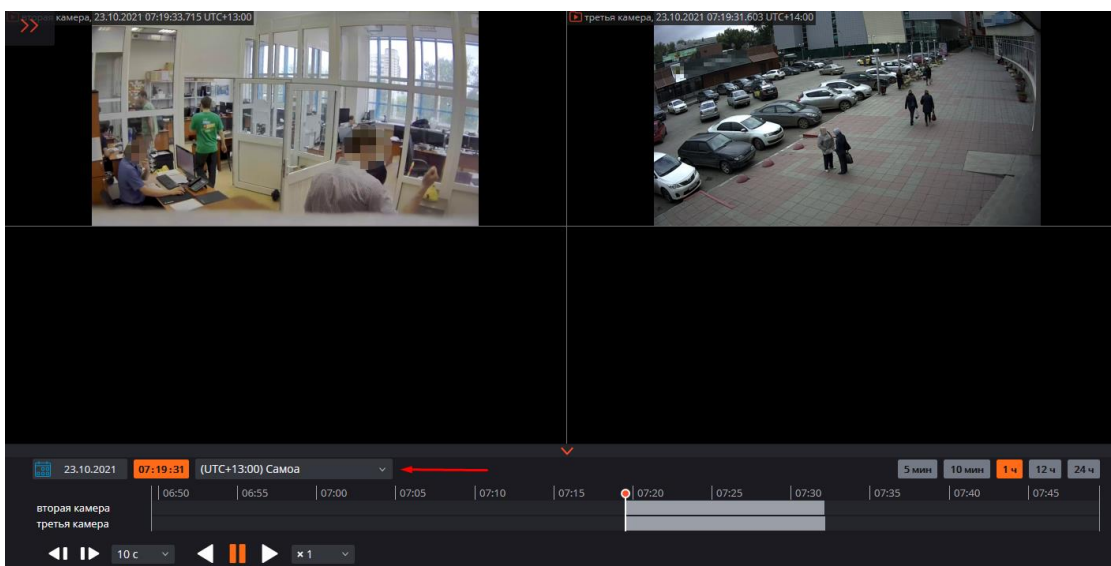 вторая камера, 23.10.2021 07:19:33.715 UTC+13:00
третья камера, 23.10.2021 07:19:31.603 UTC+14:00
23.10.2021 07:19:31 (UTC+13:00) Самоа 5 мин 10 мин 1 ч 12 ч 24 ч
06:50 06:55 07:00 07:05 07:10 07:15 07:20 07:25 07:30 07:35 07:40 07:45
вторая камера
третья камера
10 с × 1